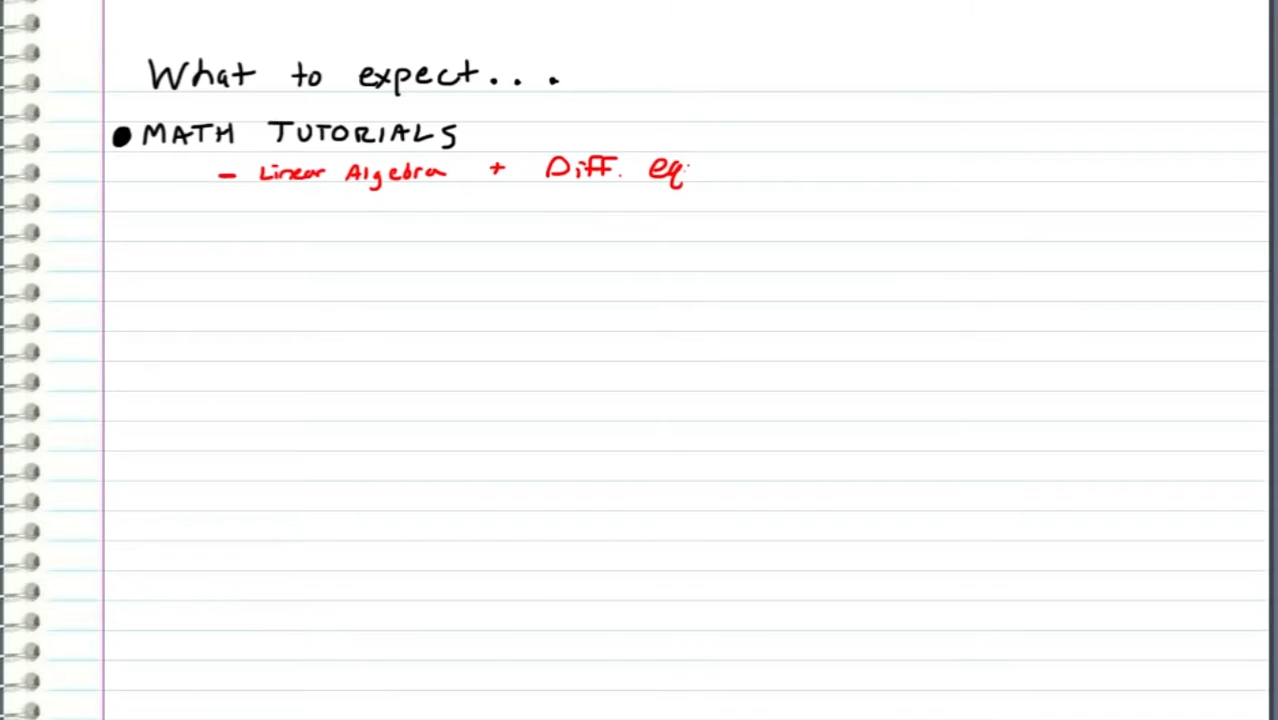 What to expect...
● MATH TUTORIALS
- Linear Algebra + Diff. eq